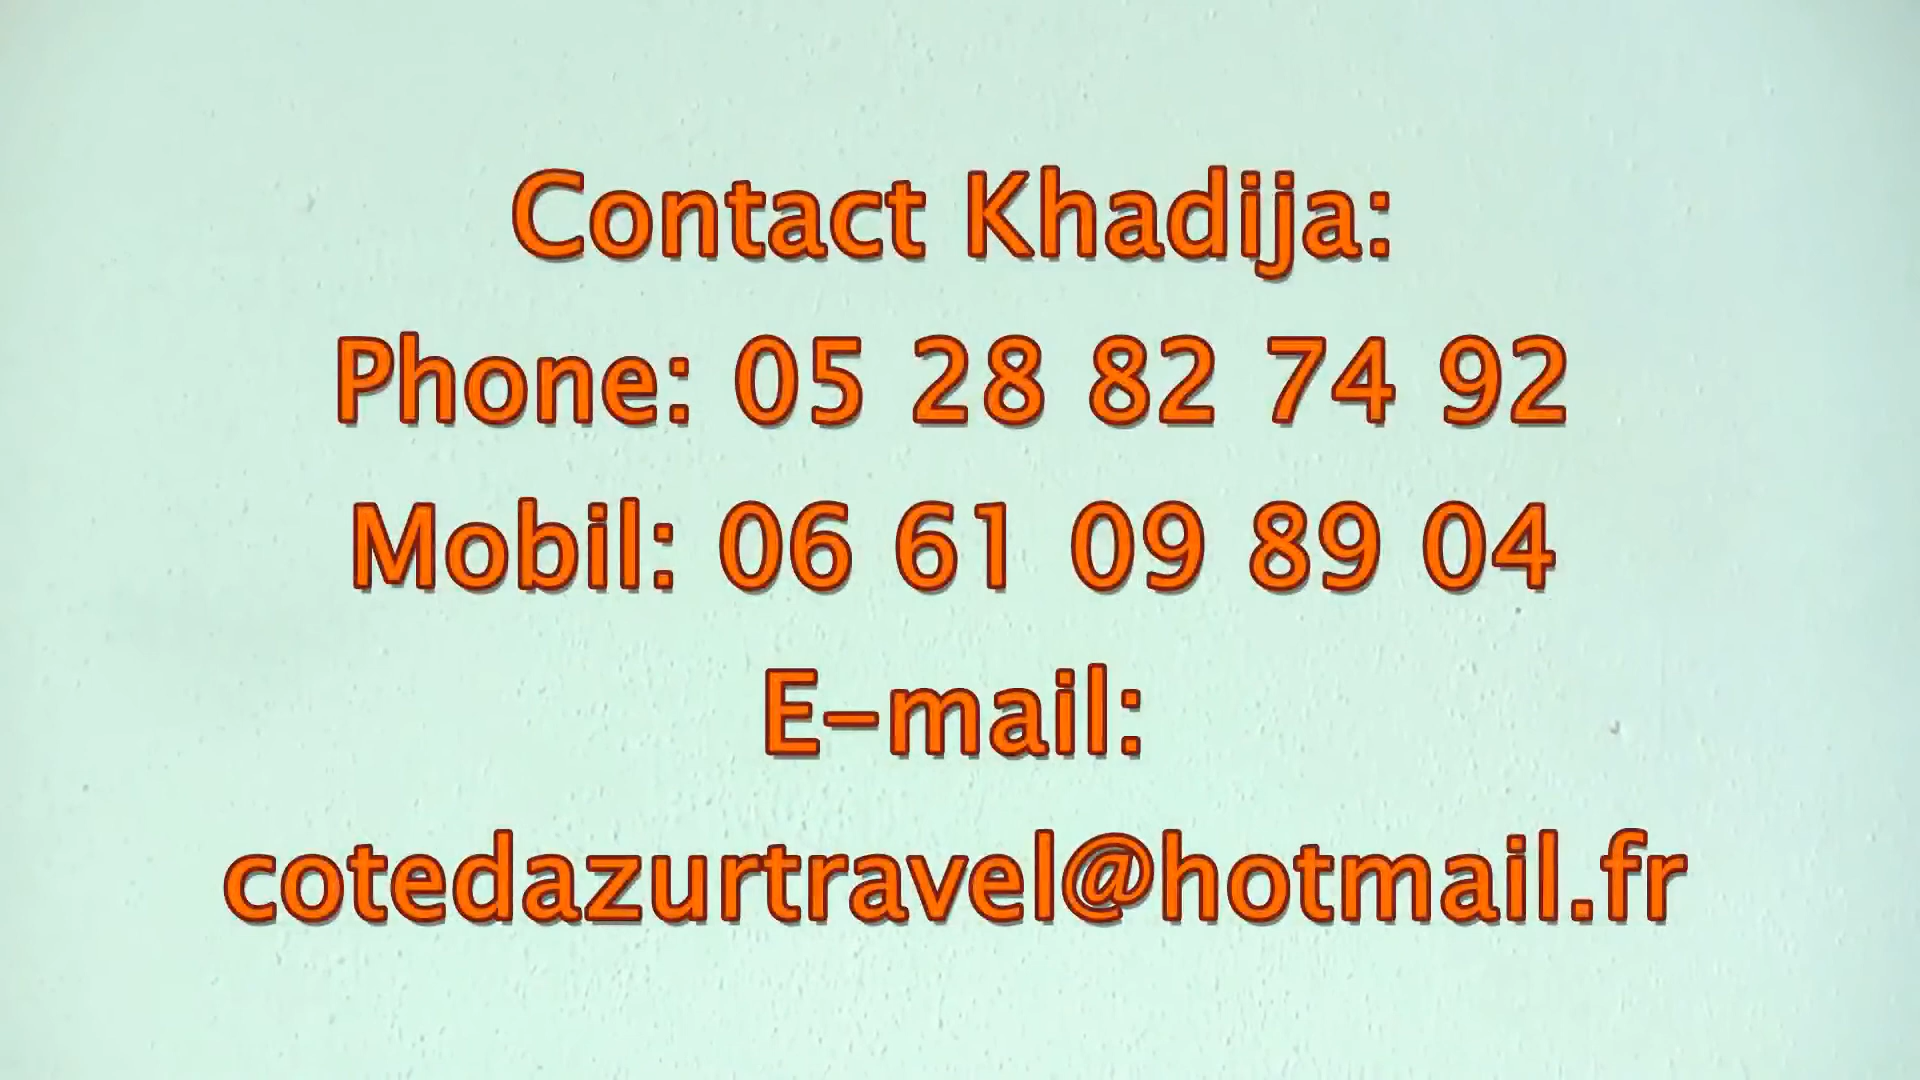 Contact Khadija:
Phone: 05 28 82 74 92
Mobil: 06 61 09 89 04
E-mail:
cotedazurtravel@hotmail.fr